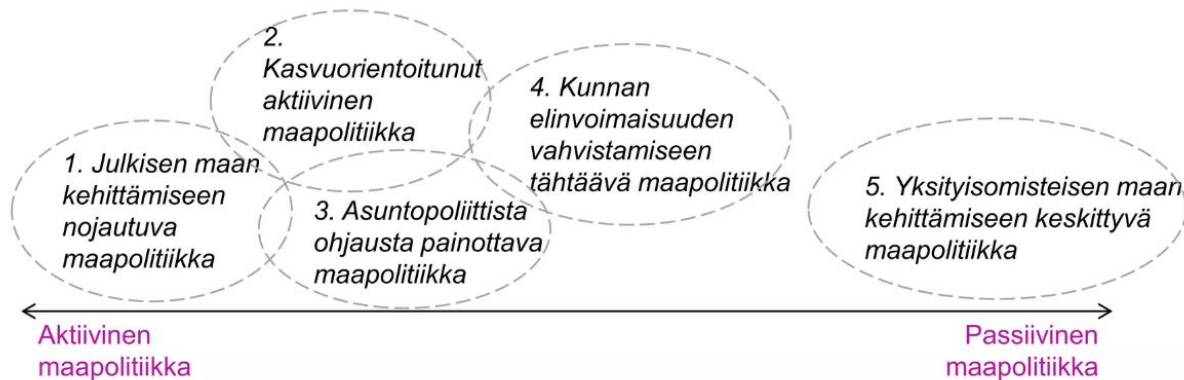 2.
Kasvuorientoitunut
aktiivinen
maapolitiikka
4. Kunnan
elinvoimaisuuden
vahvistamiseen
tähtäävä maapolitiikka
1. Julkisen maan
kehittämiseen
nojautuva
maapolitiikka
3. Asuntopoliittista
ohjausta painottava
maapolitiikka
5. Yksityisomisteisen maan
kehittämiseen keskittyvä
maapolitiikka
Aktiivinen
maapolitiikka
Passiivinen
maapolitiikka